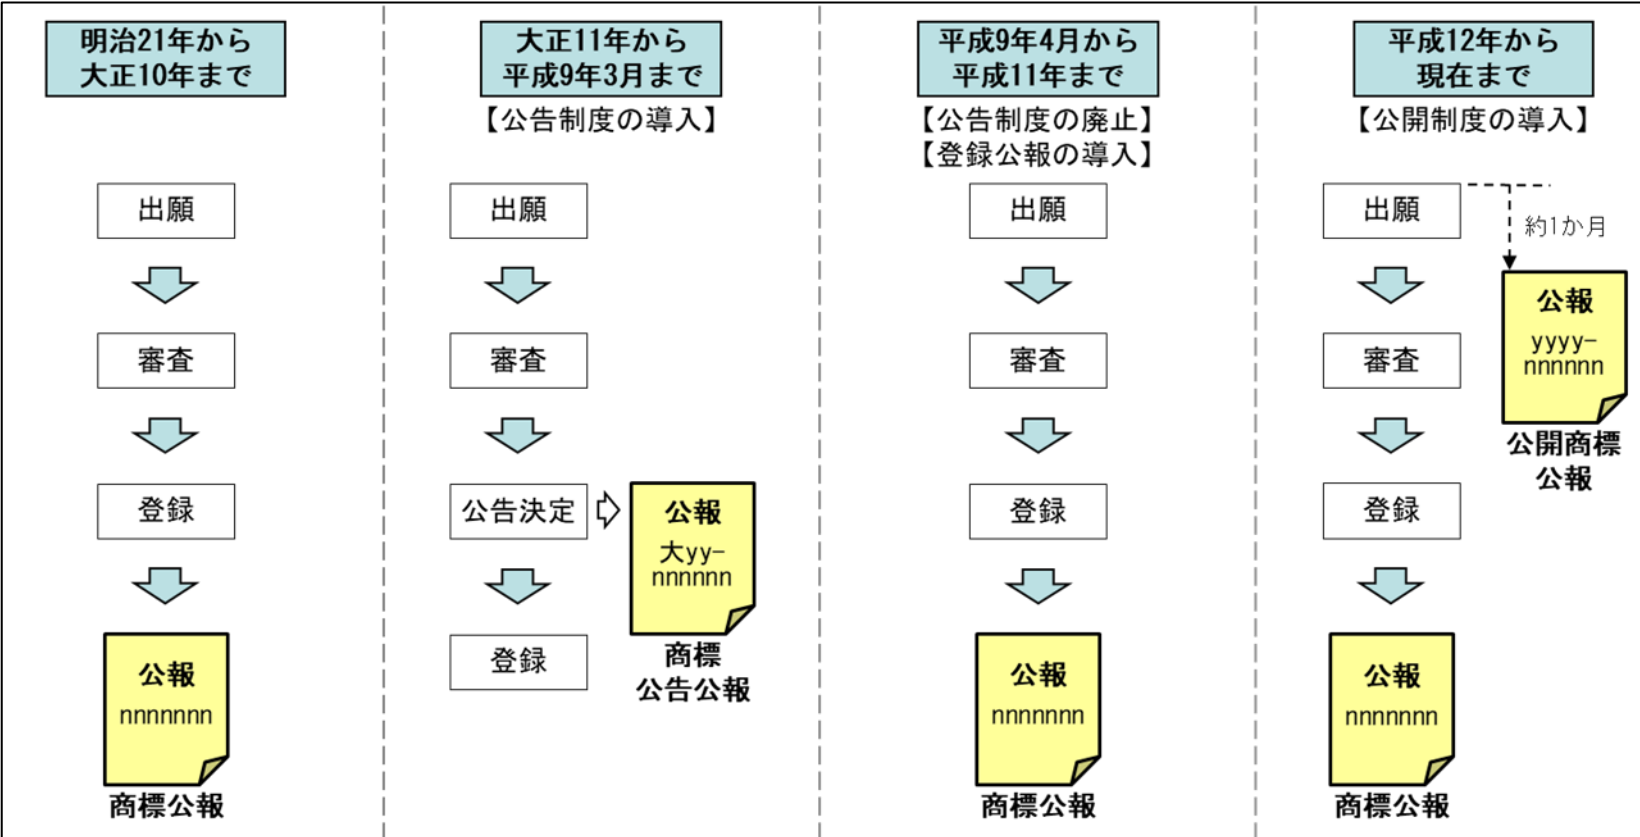 明治21年から
大正10年まで
出願
審査
登録
公報
nnnnnnn
商標公報
大正11年から
平成9年3月まで
【公告制度の導入】
出願
審査
公告決定
公報
大yy-
nnnnnn
商標
公告公報
登録
平成9年4月から
平成11年まで
【公告制度の廃止】
【登録公報の導入】
出願
審査
登録
公報
nnnnnnn
商標公報
平成12年から
現在まで
【公開制度の導入】
出願
約1か月
公報
yyyy-
nnnnnn
公開商標
公報
審査
登録
公報
nnnnnnn
商標公報